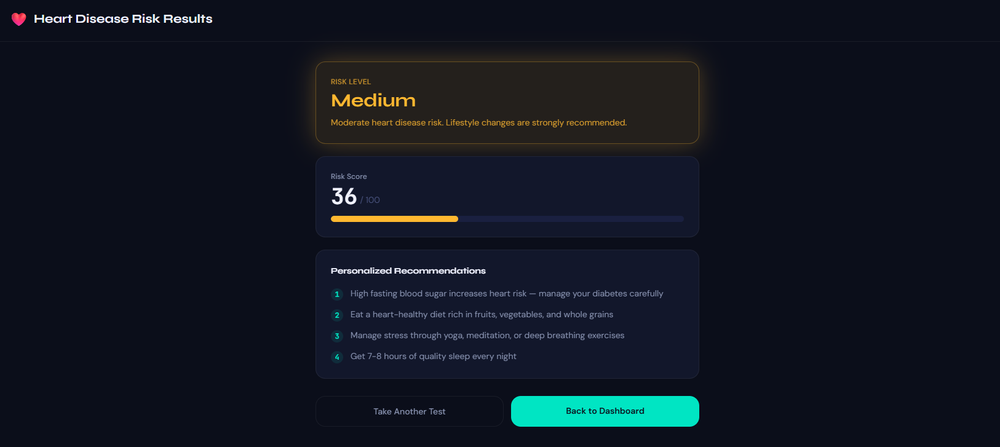 Heart Disease Risk Results
RISK LEVEL
Medium
Moderate heart disease risk. Lifestyle changes are strongly recommended.
Risk Score
36 / 100
Personalized Recommendations
1 High fasting blood sugar increases heart risk — manage your diabetes carefully
2 Eat a heart-healthy diet rich in fruits, vegetables, and whole grains
3 Manage stress through yoga, meditation, or deep breathing exercises
4 Get 7-8 hours of quality sleep every night
Take Another Test
Back to Dashboard